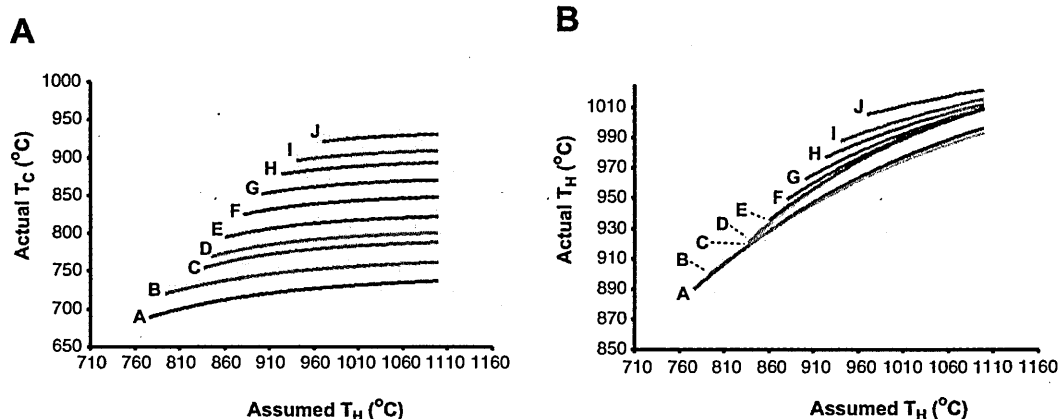 A
Actual T_C (°C)
1000
950
900
850
800
750
700
650
J
I
H
G
F
E
D
C
B
A
710 760 810 860 910 960 1010 1060 1110 1160
Assumed T_H (°C)
B
Actual T_H (°C)
1010
990
970
950
930
910
890
870
850
J
I
H
G
F
E
D
C
B
A
710 760 810 860 910 960 1010 1060 1110 1160
Assumed T_H (°C)